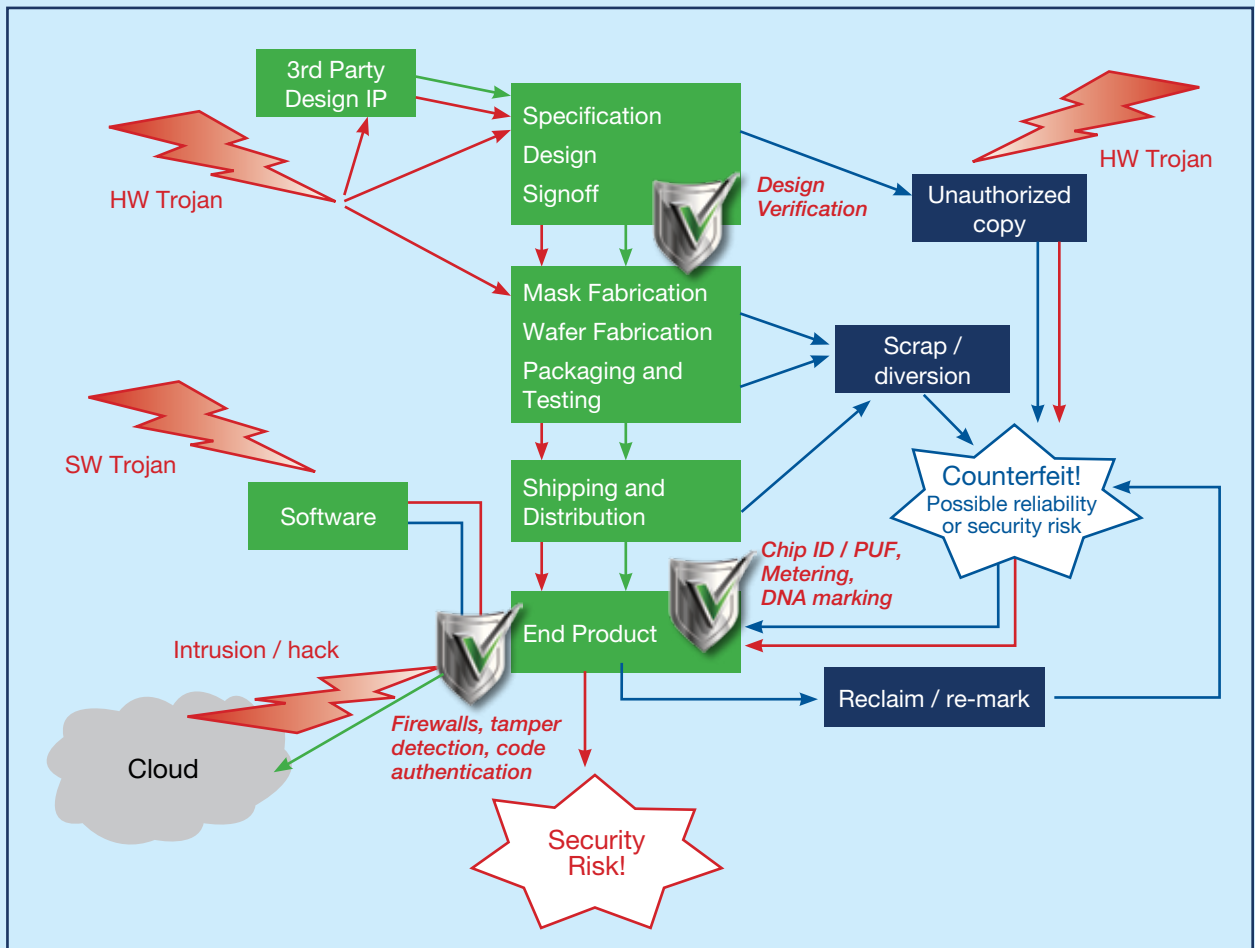 3rd Party
Design IP
Specification
Design
Signoff
HW Trojan
Design
Verification
HW Trojan
Unauthorized
copy
Mask Fabrication
Wafer Fabrication
Packaging and
Testing
Scrap /
diversion
SW Trojan
Software
Shipping and
Distribution
Counterfeit!
Possible reliability
or security risk
Chip ID / PUF,
Metering,
DNA marking
End Product
Intrusion / hack
Reclaim / re-mark
Firewalls, tamper
detection, code
authentication
Cloud
Security
Risk!